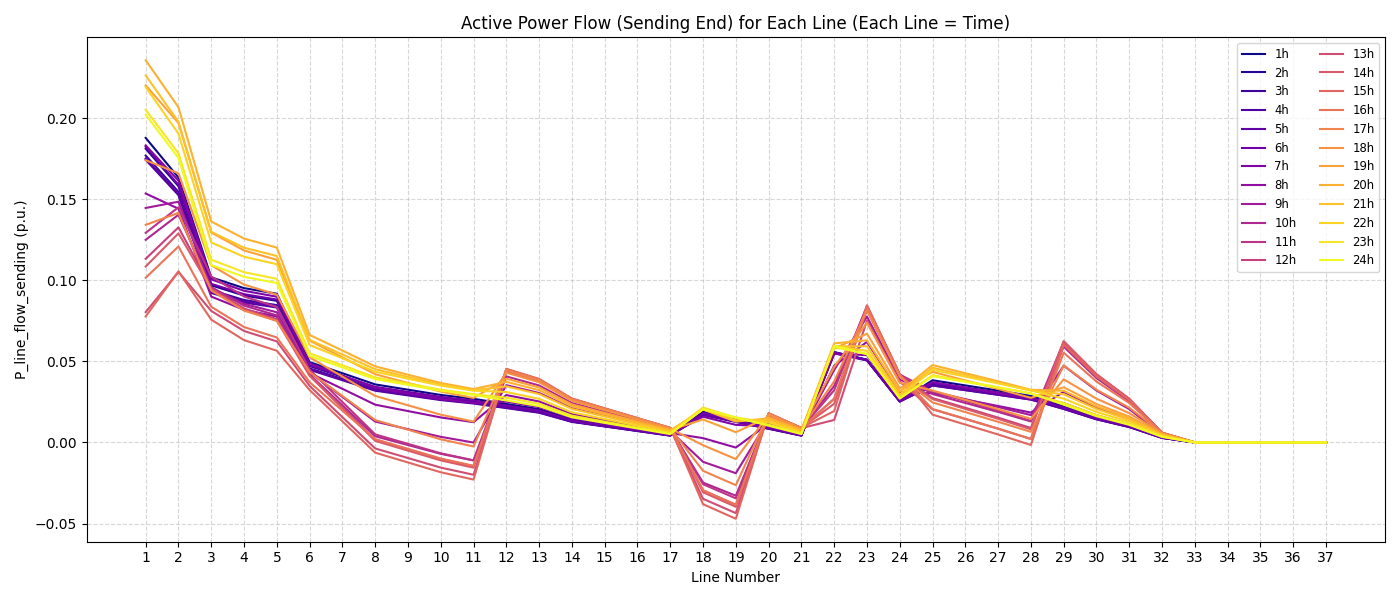 Active Power Flow (Sending End) for Each Line (Each Line = Time)
P_line_flow_sending (p.u.)
0.20
0.15
0.10
0.05
0.00
−0.05
1h 13h
2h 14h
3h 15h
4h 16h
5h 17h
6h 18h
7h 19h
8h 20h
9h 21h
10h 22h
11h 23h
12h 24h
1 2 3 4 5 6 7 8 9 10 11 12 13 14 15 16 17 18 19 20 21 22 23 24 25 26 27 28 29 30 31 32 33 34 35 36 37
Line Number